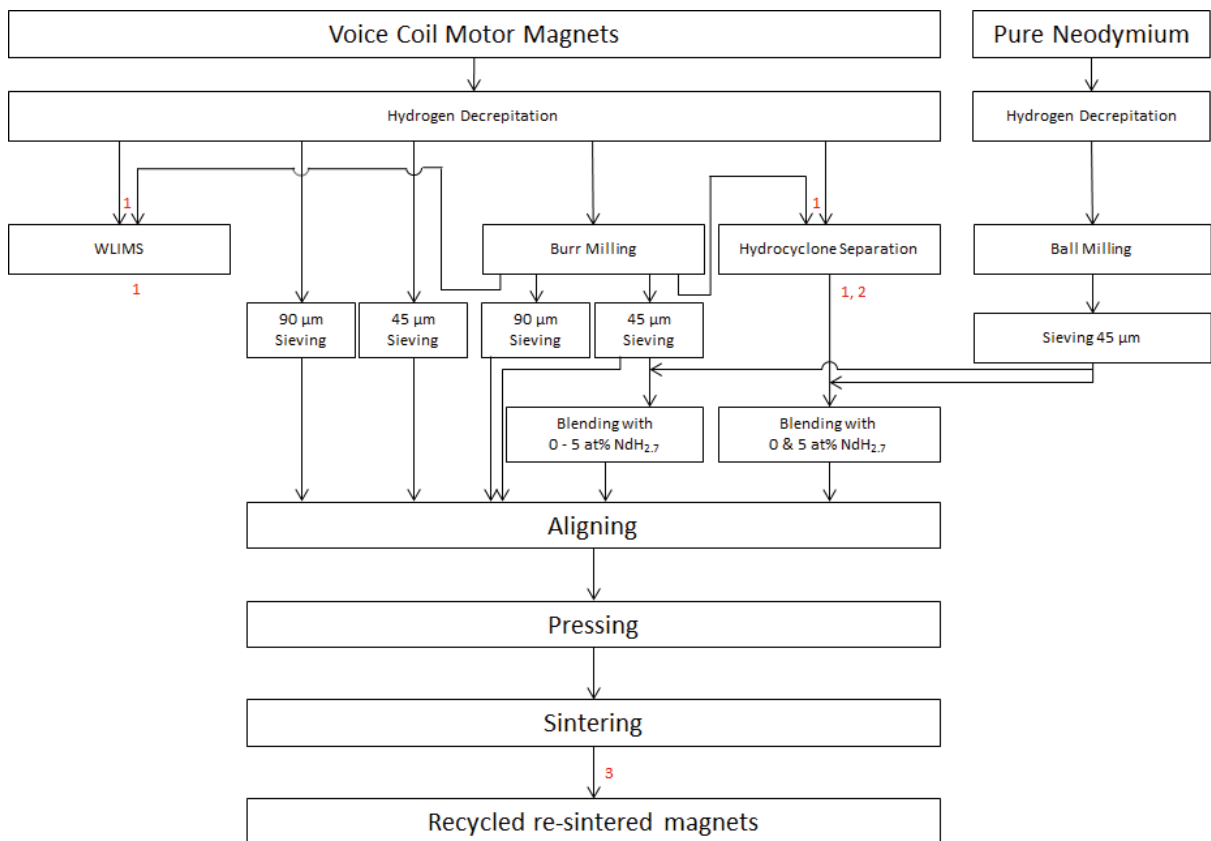 Voice Coil Motor Magnets
Pure Neodymium
Hydrogen Decrepitation
Hydrogen Decrepitation
1
1
WLIMS
Burr Milling
Hydrocyclone Separation
Ball Milling
1
1, 2
90 µm
Sieving
45 µm
Sieving
90 µm
Sieving
45 µm
Sieving
Sieving 45 µm
Blending with
0 - 5 at% NdH2.7
Blending with
0 & 5 at% NdH2.7
Aligning
Pressing
Sintering
3
Recycled re-sintered magnets